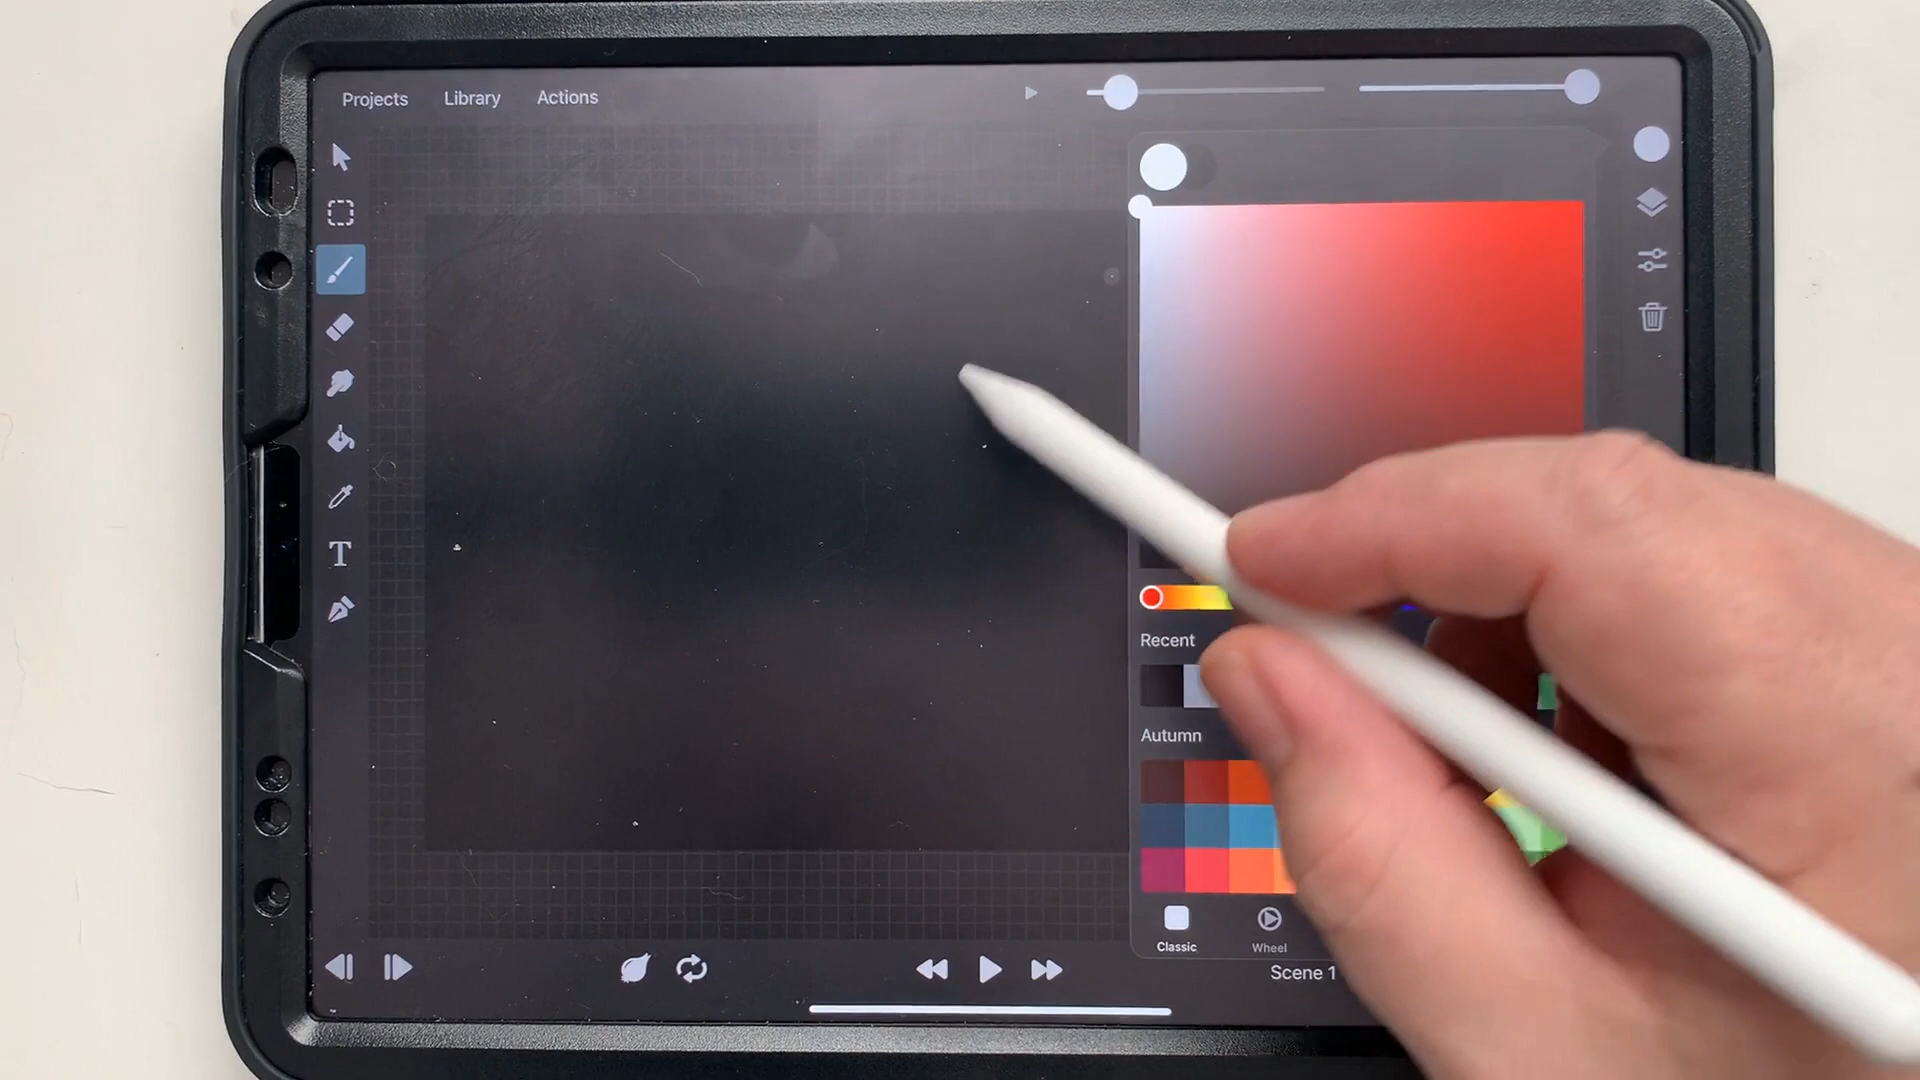 Projects Library Actions
T
Recent
Autumn
Classic Wheel
Scene 1